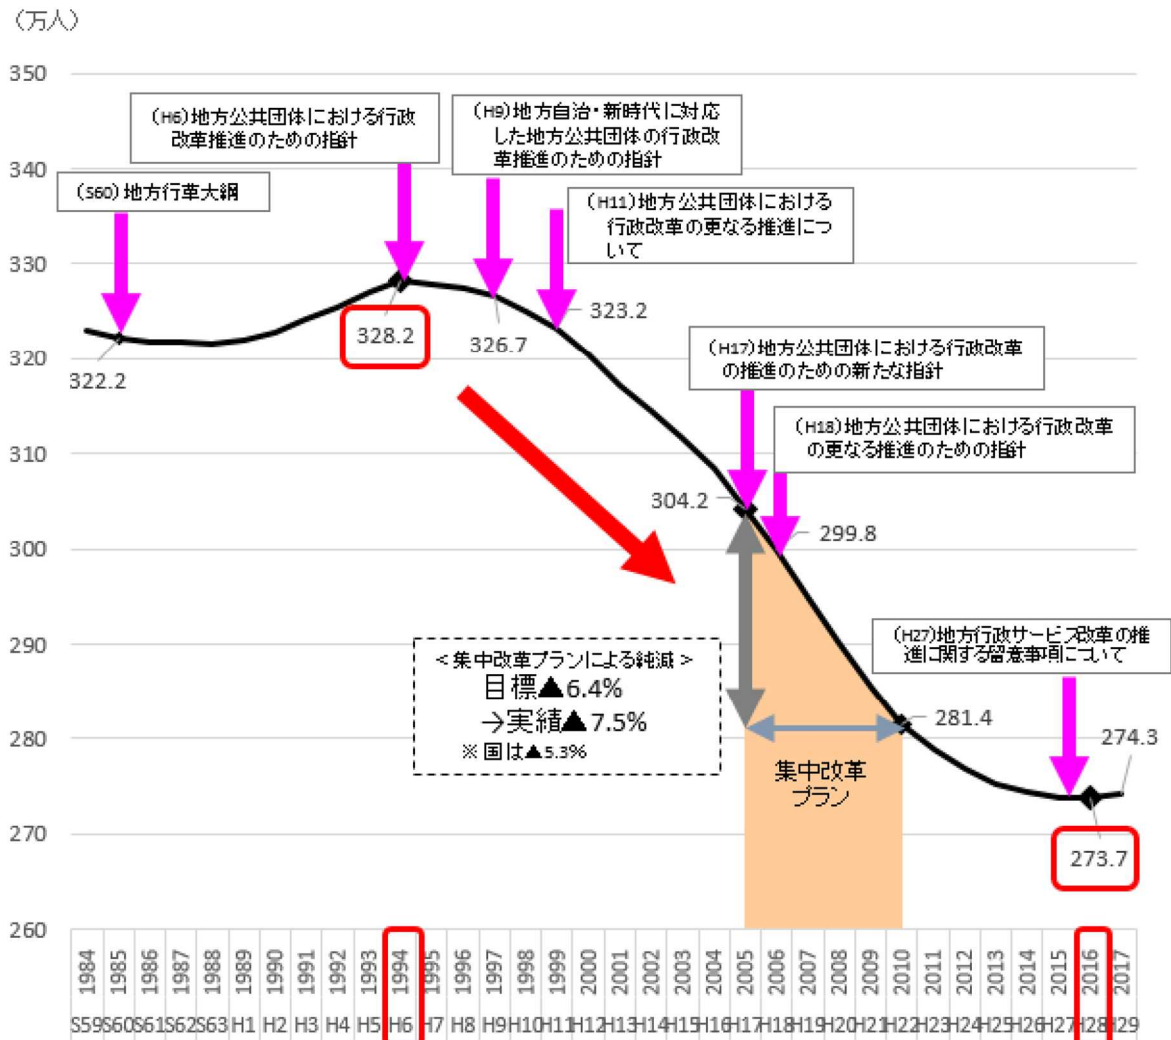 （万人）
350
340
330
320
310
300
290
280
270
260
（S60）地方行革大綱
（H6）地方公共団体における行政
改革推進のための指針
（H9）地方自治・新時代に対応
した地方公共団体の行政改
革推進のための指針
（H11）地方公共団体における
行政改革の更なる推進につ
いて
（H17）地方公共団体における行政改革
の推進のための新たな指針
（H18）地方公共団体における行政改革
の更なる推進のための指針
（H27）地方行政サービス改革の推
進に関する留意事項について
322.2
328.2
326.7
323.2
304.2
299.8
281.4
274.3
273.7
＜集中改革プランによる純減＞
目標▲6.4%
→実績▲7.5%
※国は▲5.3%
集中改革
プラン
1984 1985 1986 1987 1988 1989 1990 1991 1992 1993 1994 1995 1996 1997 1998 1999 2000 2001 2002 2003 2004 2005 2006 2007 2008 2009 2010 2011 2012 2013 2014 2015 2016 2017
S59 S60 S61 S62 S63 H1 H2 H3 H4 H5 H6 H7 H8 H9 H10 H11 H12 H13 H14 H15 H16 H17 H18 H19 H20 H21 H22 H23 H24 H25 H26 H27 H28 H29